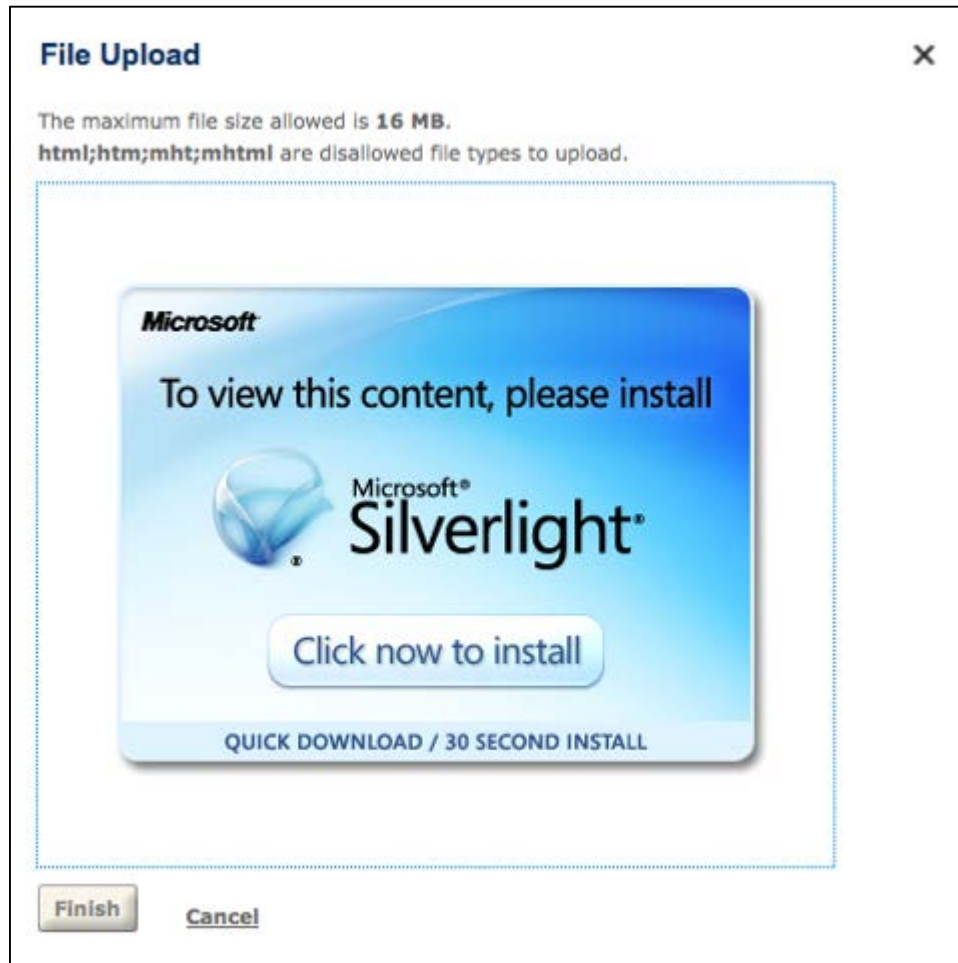 File Upload
×
The maximum file size allowed is 16 MB.
html;htm;mht;mhtml are disallowed file types to upload.
Microsoft
To view this content, please install
Microsoft®
Silverlight®
®
Click now to install
QUICK DOWNLOAD / 30 SECOND INSTALL
Finish Cancel